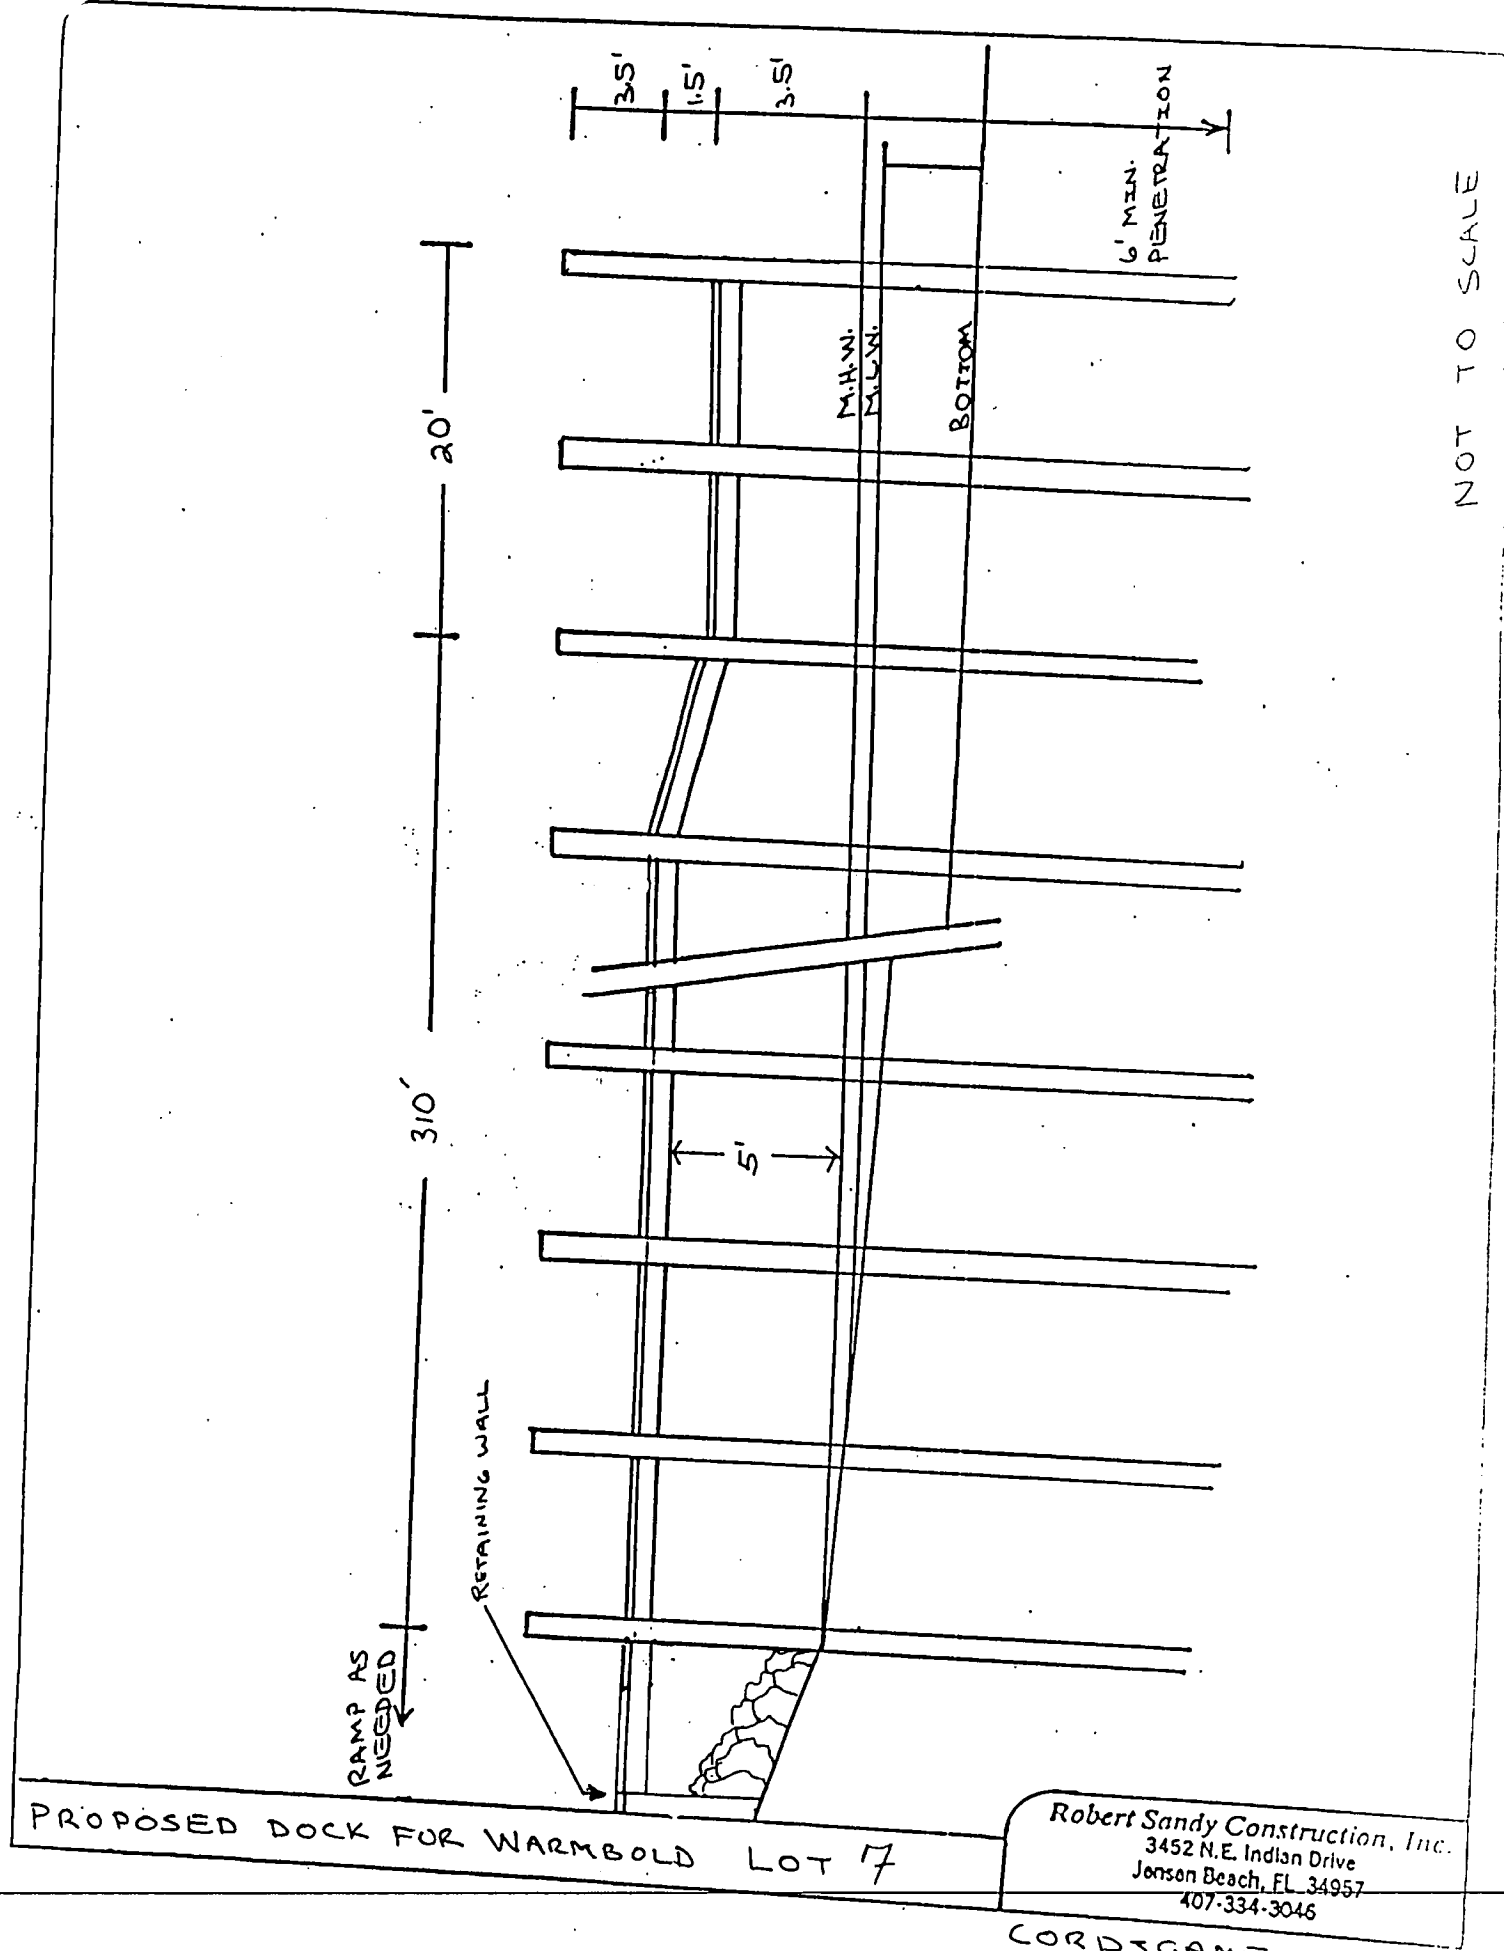 3.5'
1.5'
3.5'
6' MIN.
PENETRATION
NOT TO SCALE
20'
M.H.W.
M.L.W.
BOTTOM
310'
5'
RETAINING WALL
RAMP AS
NEEDED
PROPOSED DOCK FOR WARMBOLD LOT 7
Robert Sandy Construction, Inc.
3452 N.E. Indian Drive
Jensen Beach, FL 34957
407-334-3046